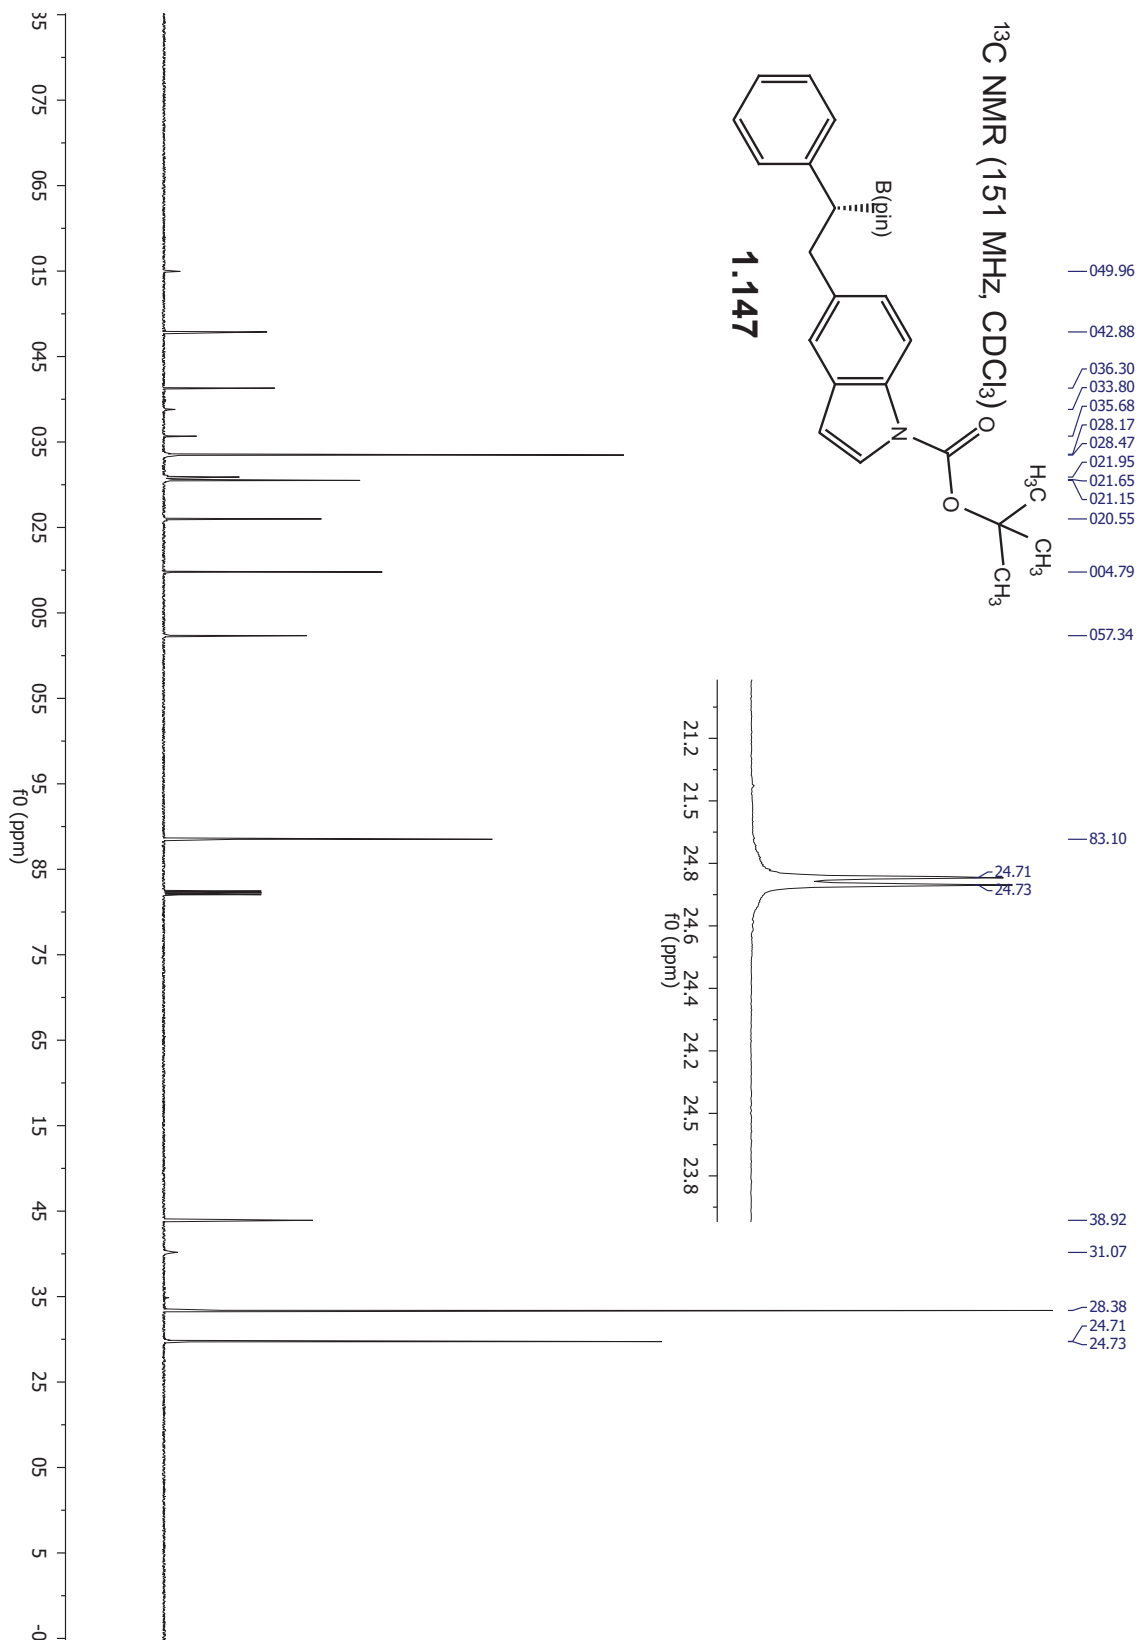 ¹³C NMR (151 MHz, CDCl₃)
B(pin)
N
O
O
H₃C
CH₃
CH₃
1.147
049.96
042.88
036.30
033.80
035.68
028.17
028.47
021.95
021.65
021.15
020.55
004.79
057.34
83.10
38.92
31.07
28.38
24.71
24.73
24.71
24.73
21.2 21.5 24.8 24.6 24.4 24.2 24.5 23.8
f0 (ppm)
35 075 065 015 045 035 025 005 055 95 85 75 65 15 45 35 25 05 5 -0
f0 (ppm)